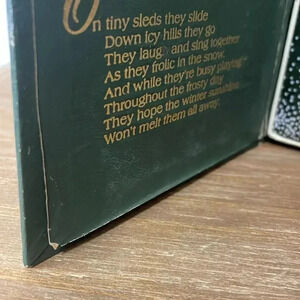 On tiny sleds they slide
Down icy hills they go
They laugh and sing together
As they frolic in the snow.
And while they're busy playing
Throughout the frosty day
They hope the winter sunshine
Won't melt them all away.